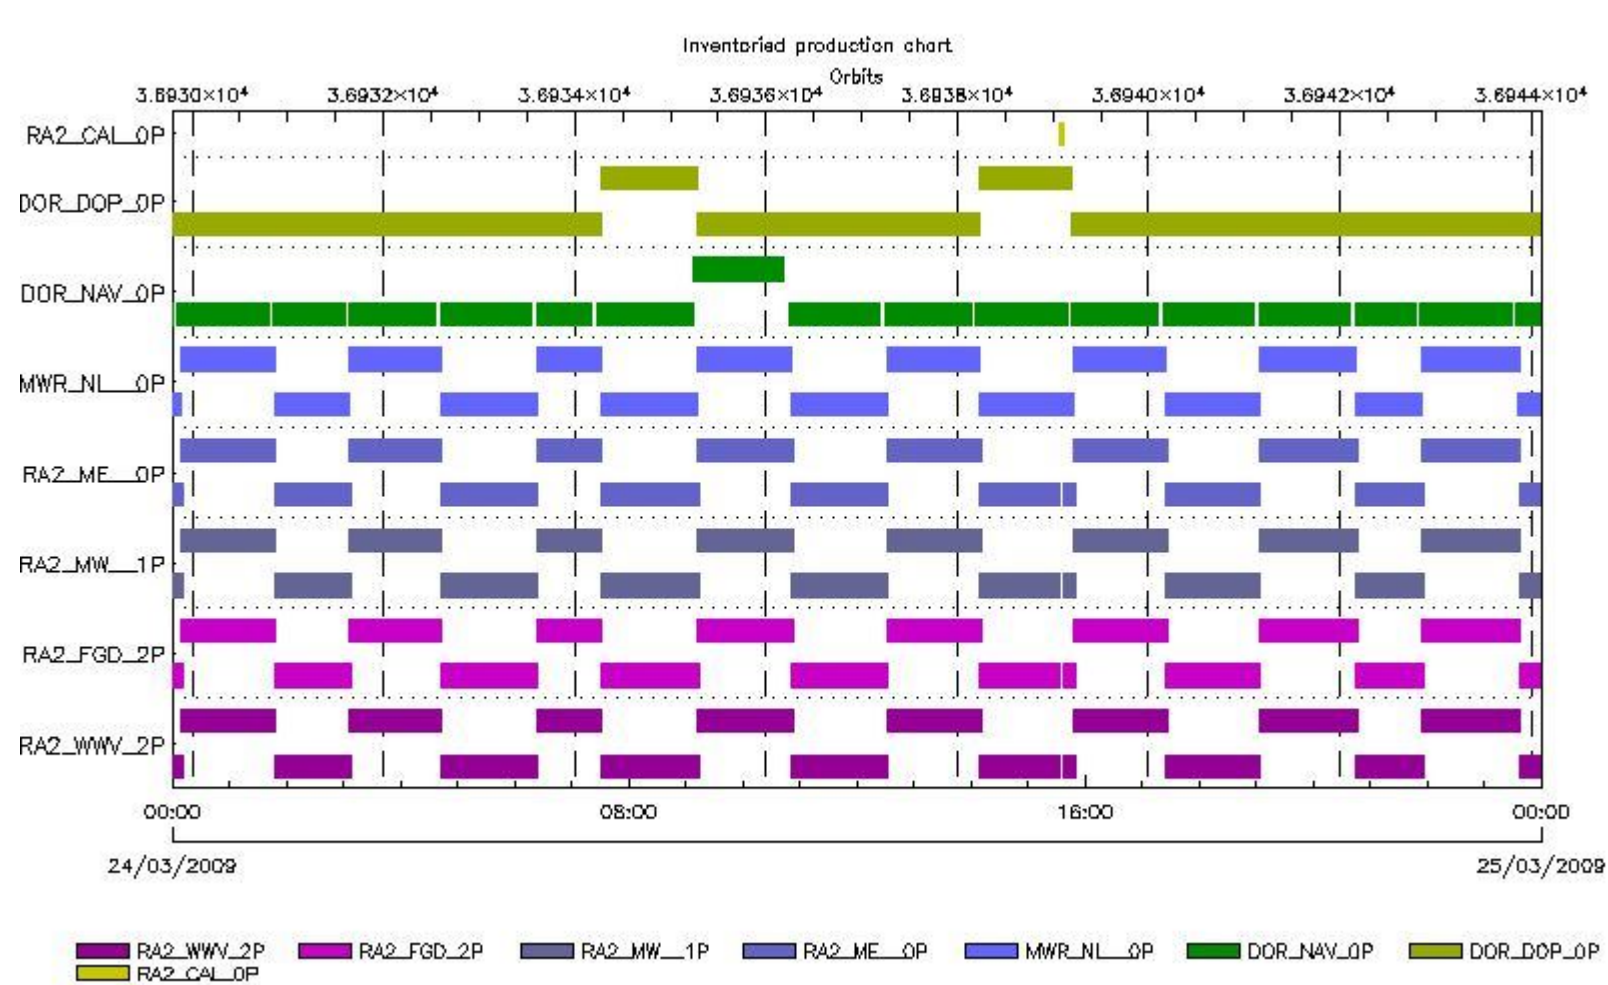 Inventoried production chart
Orbits
3.6930×10⁴ 3.6932×10⁴ 3.6934×10⁴ 3.6936×10⁴ 3.6938×10⁴ 3.6940×10⁴ 3.6942×10⁴ 3.6944×10⁴
RA2_CAL__0P
DOR_DOP_0P
DOR_NAV_0P
MWR_NL__0P
RA2_ME__0P
RA2_MW__1P
RA2_FGD_2P
RA2_WWV_2P
00:00 08:00 16:00 00:00
24/03/2009 25/03/2009
RA2_WWV_2P RA2_FGD_2P RA2_MW__1P RA2_ME__0P MWR_NL__0P DOR_NAV_0P DOR_DOP_0P
RA2_CAL__0P